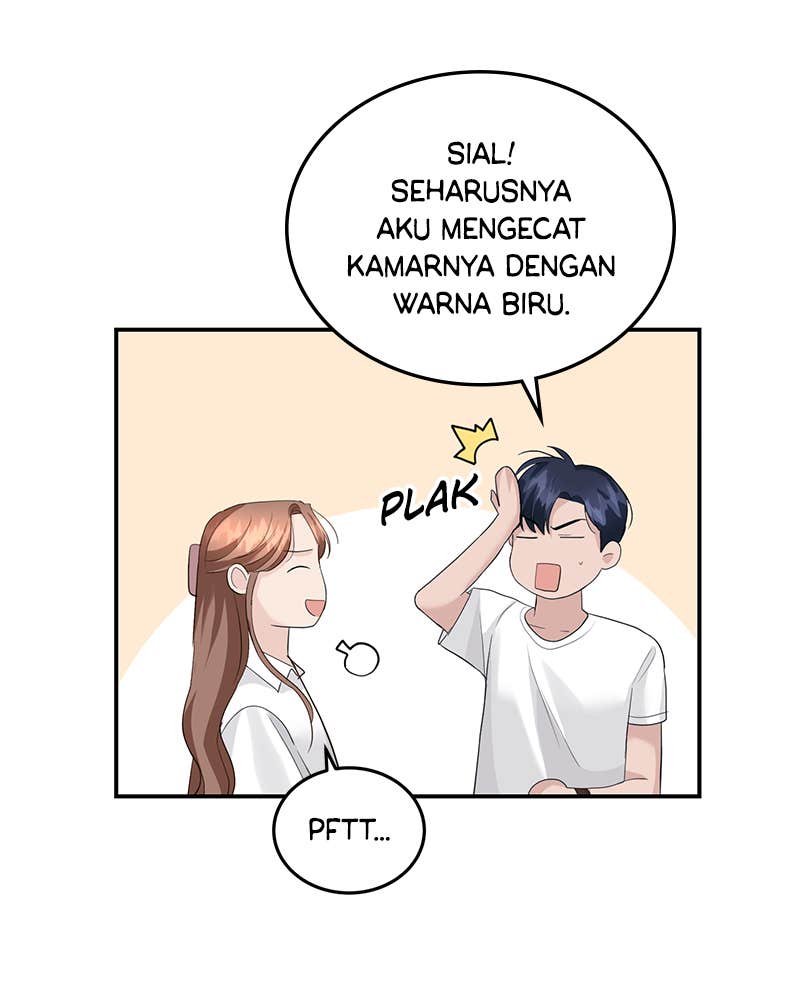 SIAL!
SEHARUSNYA
AKU MENGECAT
KAMARNYA DENGAN
WARNA BIRU.
PLAK
PFTT...